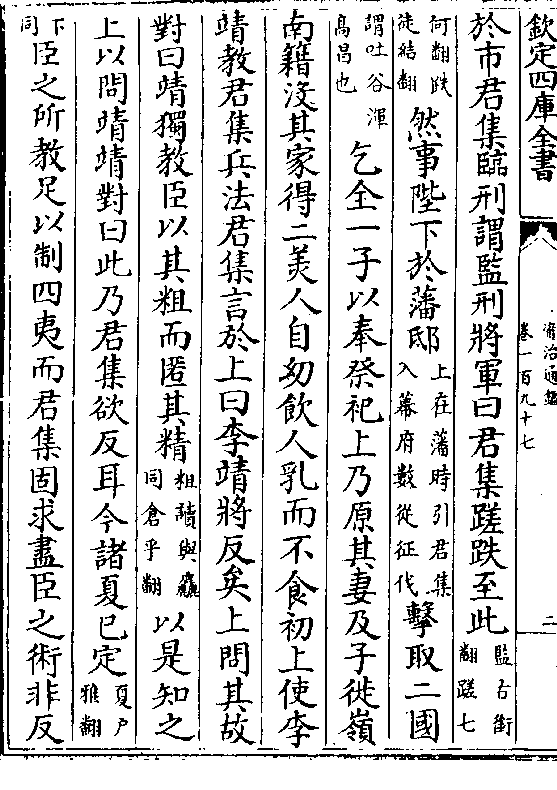 欽定四庫全書
資治通鑑
卷一百九十七
二
於市君集臨刑謂監刑將軍曰君集蹉跌至此監古銜翻蹉七
何翻跌徒結翻然事陛下於藩邸上在藩時引君集入幕府數從征伐擊取二國
謂吐谷渾高昌也乞全一子以奉祭祀上乃原其妻及子徙嶺
南籍沒其家得二美人自幼飲人乳而不食初上使李
靖教君集兵法君集言於上曰李靖將反矣上問其故
對曰靖獨教臣以其粗而匿其精粗讀與麤同倉乎翻以是知之
上以問靖靖對曰此乃君集欲反耳今諸夏已定夏戶雅翻
下同臣之所教足以制四夷而君集固求盡臣之術非反